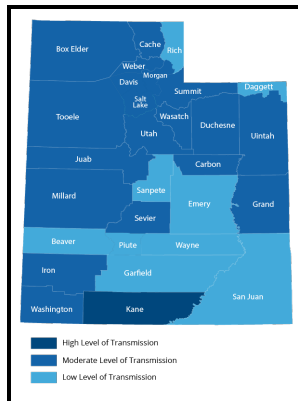 Cache
Rich
Box Elder
Weber
Morgan
Davis
Daggett
Summit
Salt
Lake
Tooele
Wasatch
Duchesne
Utah
Uintah
Juab
Carbon
Sanpete
Millard
Emery
Grand
Sevier
Beaver
Piute
Wayne
Iron
Garfield
San Juan
Washington
Kane
High Level of Transmission
Moderate Level of Transmission
Low Level of Transmission